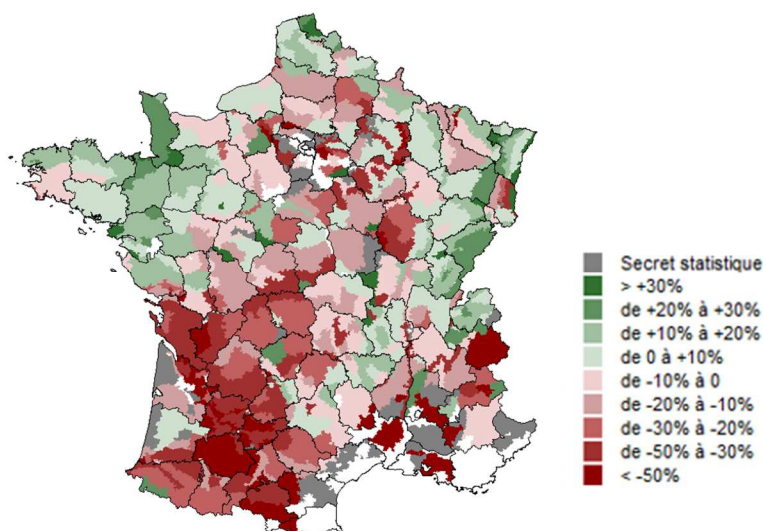 Secret statistique
> +30%
de +20% à +30%
de +10% à +20%
de 0 à +10%
de -10% à 0
de -20% à -10%
de -30% à -20%
de -50% à -30%
< -50%